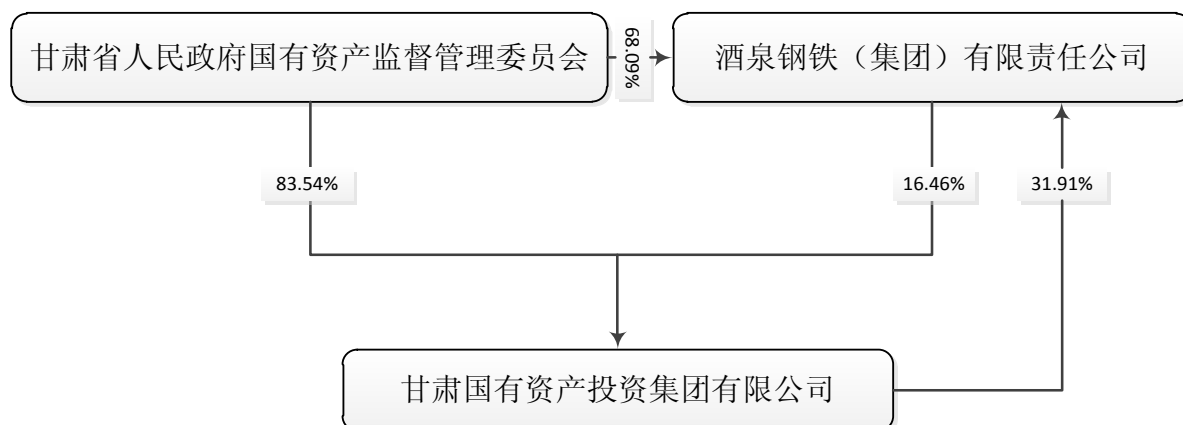 甘肃省人民政府国有资产监督管理委员会
68.09%
酒泉钢铁（集团）有限责任公司
83.54%
16.46%
31.91%
甘肃国有资产投资集团有限公司